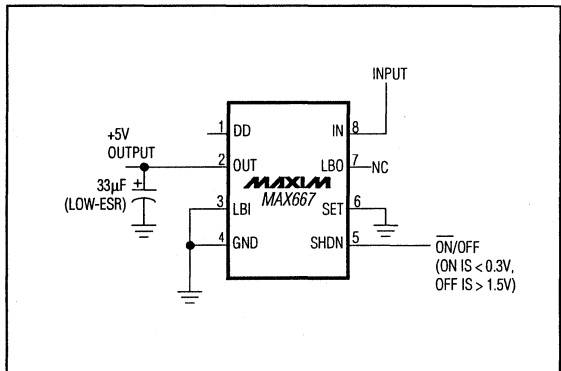 INPUT
1 DD
IN 8
+5V
OUTPUT
2 OUT
LBO 7 NC
33µF +
(LOW-ESR)
MAXIM
MAX667
3 LBI
SET 6
4 GND
SHDN 5
O̅N̅/OFF
(ON IS < 0.3V,
OFF IS > 1.5V)